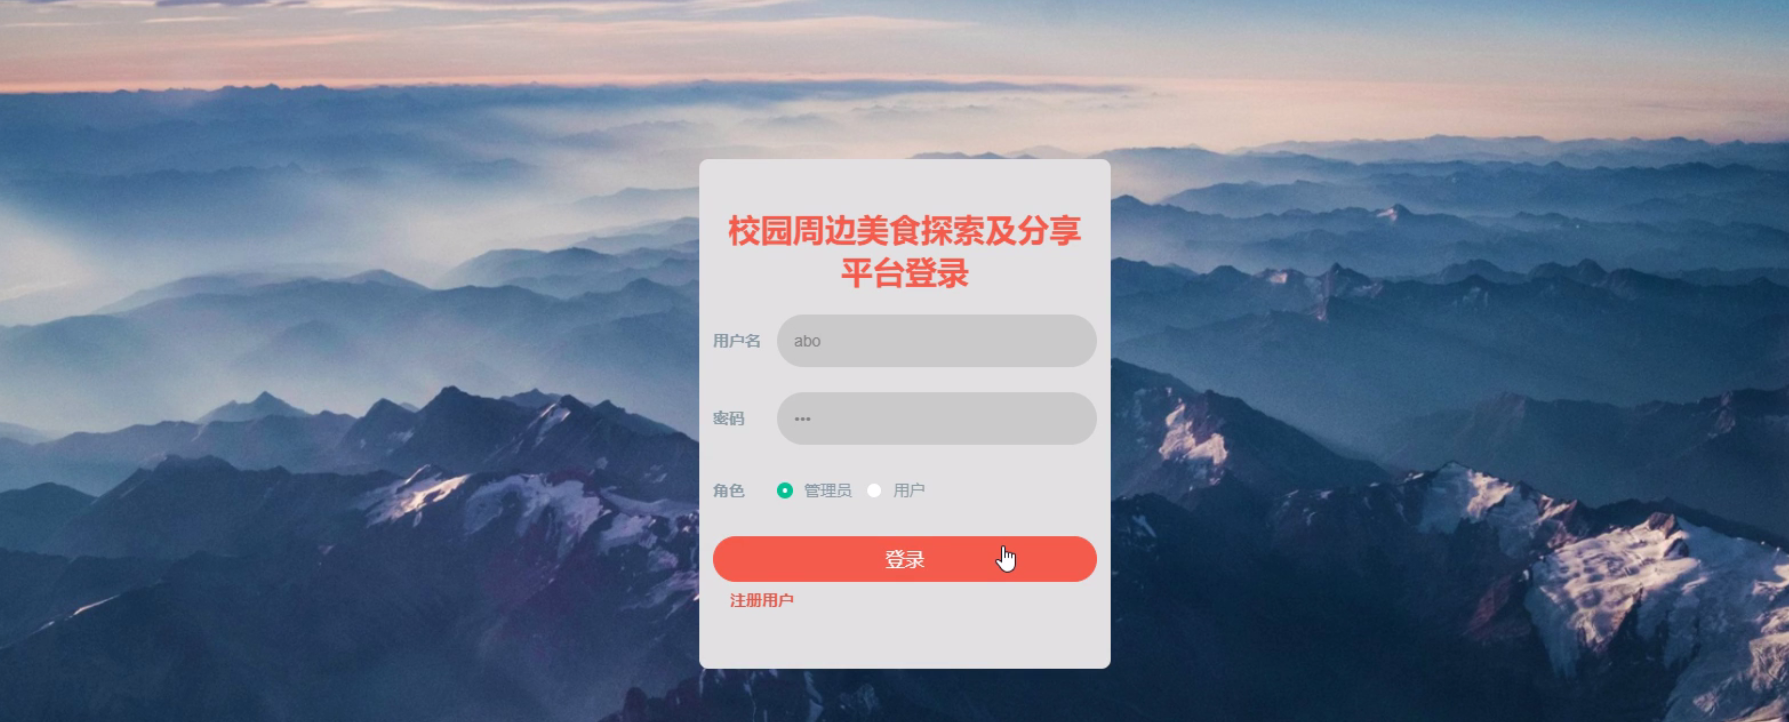 校园周边美食探索及分享
平台登录
用户名 abo
密码 •••
角色 管理员 用户
登录
注册用户